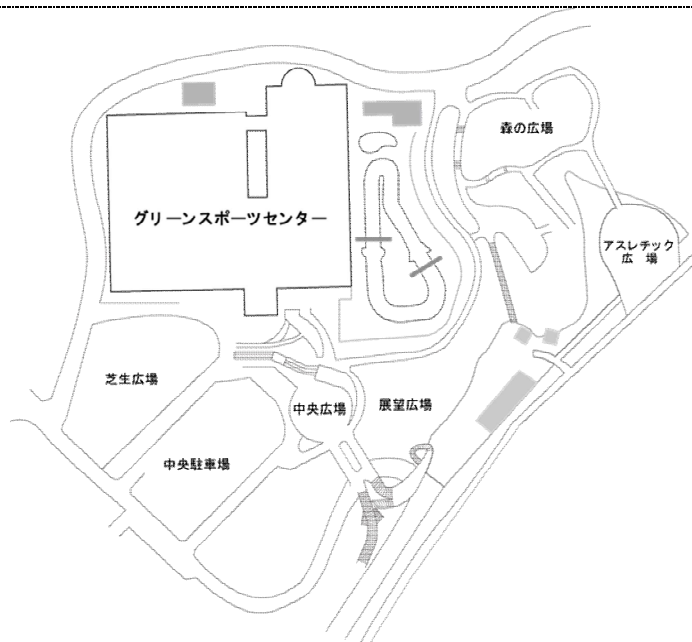 森の広場
グリーンスポーツセンター
アスレチック
広 場
芝生広場
中央広場
展望広場
中央駐車場